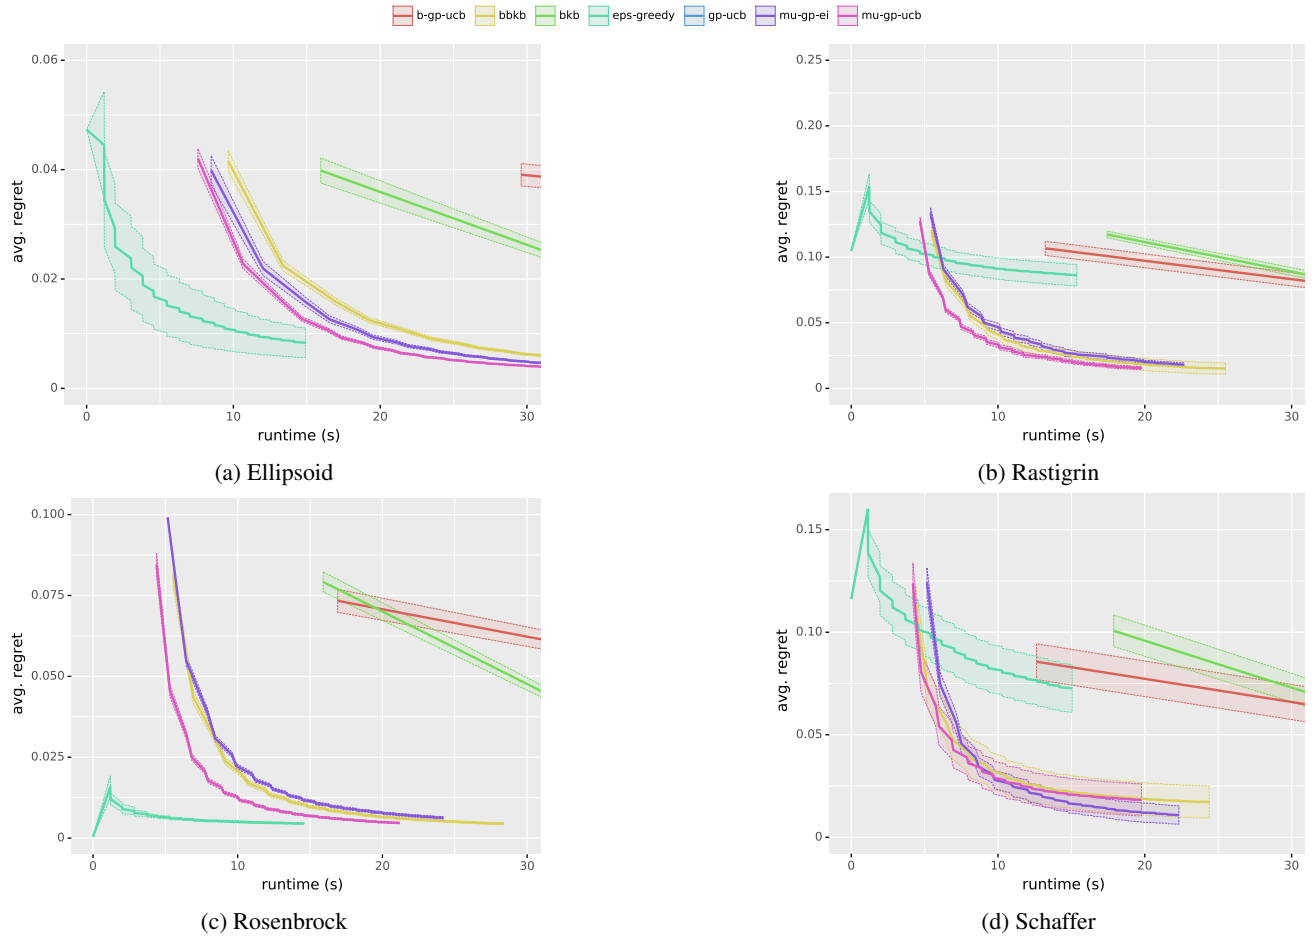 b-gp-ucb bbkb bkb eps-greedy gp-ucb mu-gp-ei mu-gp-ucb
0.06
0.04
0.02
0
avg. regret
0 10 20 30
runtime (s)
(a) Ellipsoid
0.25
0.20
0.15
0.10
0.05
0
avg. regret
0 10 20 30
runtime (s)
(b) Rastigrin
0.100
0.075
0.050
0.025
0
avg. regret
0 10 20 30
runtime (s)
(c) Rosenbrock
0.15
0.10
0.05
0
avg. regret
0 10 20 30
runtime (s)
(d) Schaffer